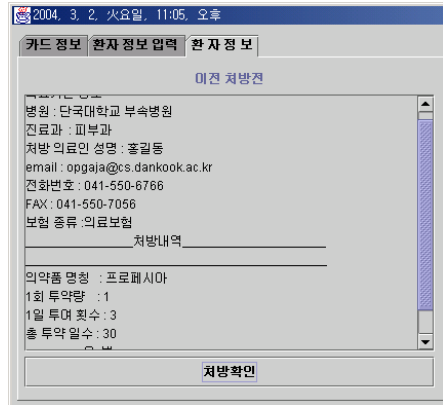 2004, 3, 2, 火요일, 11:05, 오후
카드 정보 환자 정보 입력 환 자 정 보
이전 처방전
병원 : 단국대학교 부속병원
진료과 : 피부과
처방 의료인 성명 : 홍길동
email : opgaja@cs.dankook.ac.kr
전화번호 : 041-550-6766
FAX : 041-550-7056
보험 종류 :의료보험
처방내역
의약품 명칭 : 프로페시아
1회 투약량 : 1
1일 투여 횟수 : 3
총 투약 일수 : 30
처방확인